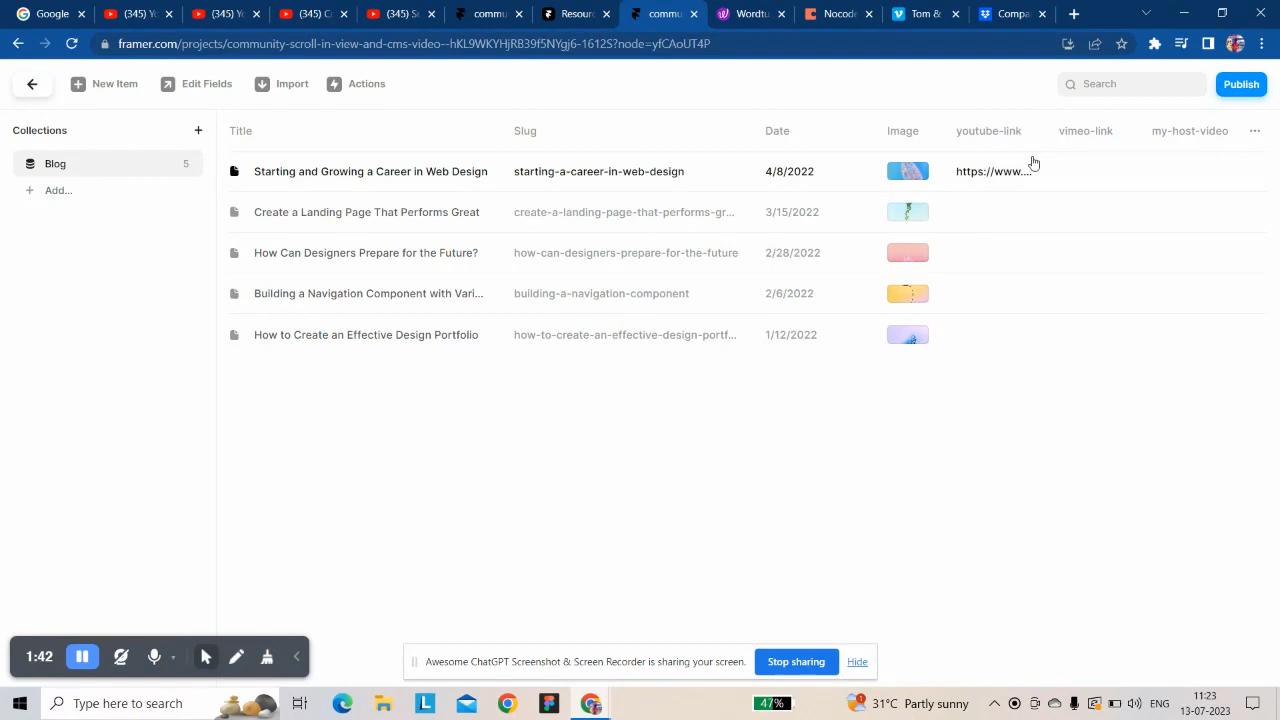 Google
(345) Yo
(345) Yo
(345) C
(345) S
commu
Resour
commu
Wordtu
Nocode
Tom &
Compa
framer.com/projects/community-scroll-in-view-and-cms-video--hKL9WKYHjRB39f5NYgj6-1612S?node=yfCAoUT4P
New Item
Edit Fields
Import
Actions
Search
Publish
Collections
Title
Slug
Date
Image
youtube-link
vimeo-link
my-host-video
Blog
5
Starting and Growing a Career in Web Design
starting-a-career-in-web-design
4/8/2022
https://www....
Add...
Create a Landing Page That Performs Great
create-a-landing-page-that-performs-gr...
3/15/2022
How Can Designers Prepare for the Future?
how-can-designers-prepare-for-the-future
2/28/2022
Building a Navigation Component with Vari...
building-a-navigation-component
2/6/2022
How to Create an Effective Design Portfolio
how-to-create-an-effective-design-portf...
1/12/2022
1:42
Awesome ChatGPT Screenshot & Screen Recorder is sharing your screen.
Stop sharing
Hide
Type here to search
47%
31°C Partly sunny
ENG
11:23
13-07-2023